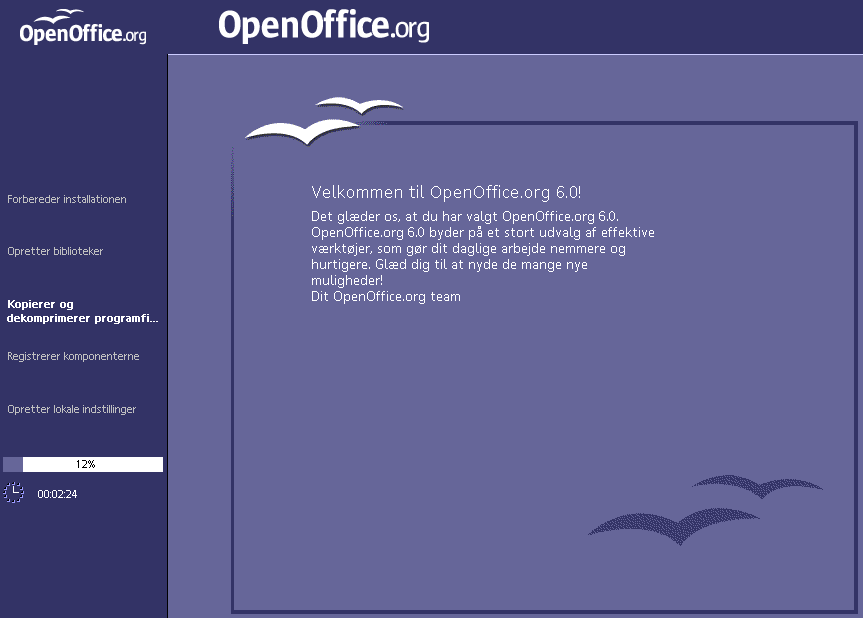 OpenOffice.org
OpenOffice.org
Forbereder installationen
Opretter biblioteker
Kopierer og
dekomprimerer programfi...
Registrerer komponenterne
Opretter lokale indstillinger
12%
00:02:24
Velkommen til OpenOffice.org 6.0!
Det glæder os, at du har valgt OpenOffice.org 6.0.
OpenOffice.org 6.0 byder på et stort udvalg af effektive
værktøjer, som gør dit daglige arbejde nemmere og
hurtigere. Glæd dig til at nyde de mange nye
muligheder!
Dit OpenOffice.org team